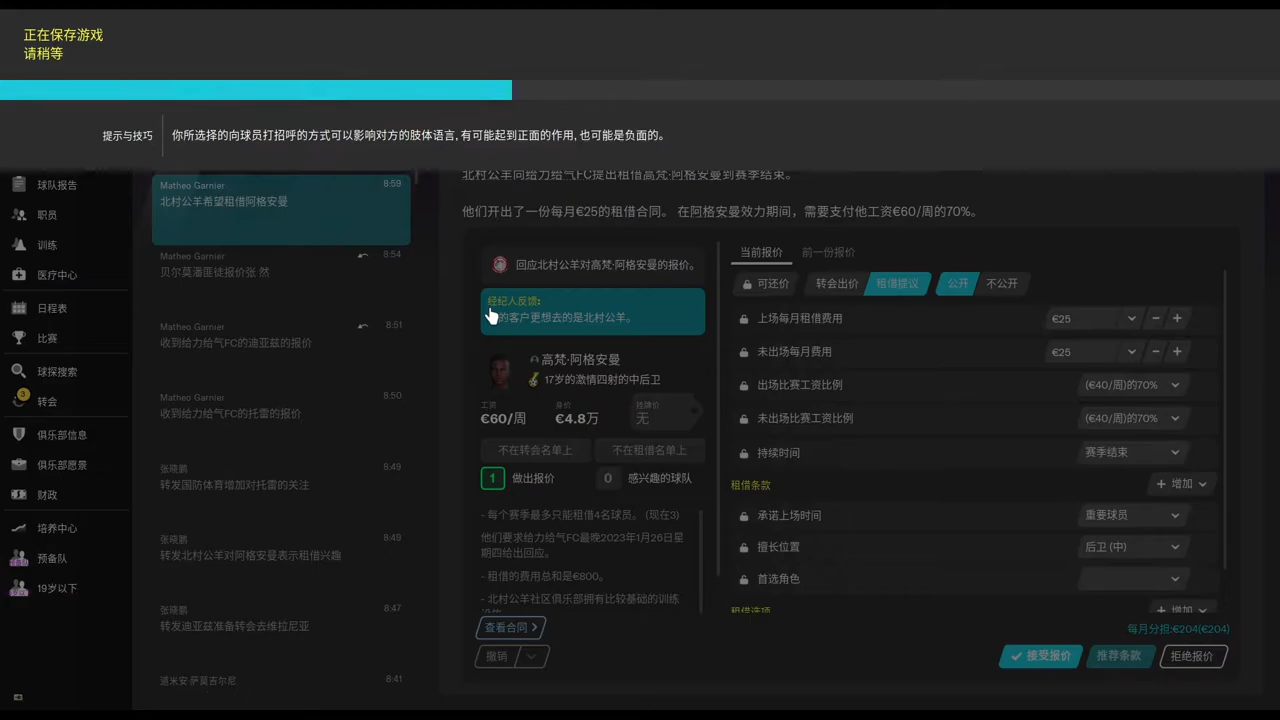 正在保存游戏
请稍等
提示与技巧
你所选择的向球员打招呼的方式可以影响对方的肢体语言,有可能起到正面的作用,也可能是负面的。
球队报告
职员
训练
医疗中心
日程表
比赛
球探搜索
3
转会
俱乐部信息
俱乐部愿景
财政
培养中心
预备队
19岁以下
Matheo Garnier
8:59
北村公羊希望租借阿格安曼
Matheo Garnier
8:54
贝尔莫潘匪徒报价张 然
Matheo Garnier
8:51
收到给力给气FC的迪亚兹的报价
Matheo Garnier
8:50
收到给力给气FC的托雷的报价
张晓鹏
8:49
转发国防体育增加对托雷的关注
张晓鹏
8:49
转发北村公羊对阿格安曼表示租借兴趣
张晓鹏
8:47
转发迪亚兹准备转会去维拉尼亚
道米安·萨莫吉尔尼
8:41
北村公羊向给力给气FC提出租借高梵·阿格安曼到赛季结束。
他们开出了一份每月€25的租借合同。 在阿格安曼效力期间，需要支付他工资€60/周的70%。
回应北村公羊对高梵·阿格安曼的报价。
经纪人反馈:
的客户更想去的是北村公羊。
高梵·阿格安曼
17岁的激情四射的中后卫
工资
€60/周
身价
€4.8万
挂牌价
无
不在转会名单上
不在租借名单上
1
做出报价
0
感兴趣的球队
- 每个赛季最多只能租借4名球员。 (现在3)
他们要求给力给气FC最晚2023年1月26日星
期四给出回应。
- 租借的费用总和是€800。
- 北村公羊社区俱乐部拥有比较基础的训练
查看合同
撤销
当前报价
前一份报价
可还价
转会出价
租借提议
公开
不公开
上场每月租借费用
€25
未出场每月费用
€25
出场比赛工资比例
(€40/周)的70%
未出场比赛工资比例
(€40/周)的70%
持续时间
赛季结束
租借条款
增加
承诺上场时间
重要球员
擅长位置
后卫 (中)
首选角色
租借选项
增加
每月分担:€204(€204)
接受报价
推荐条款
拒绝报价